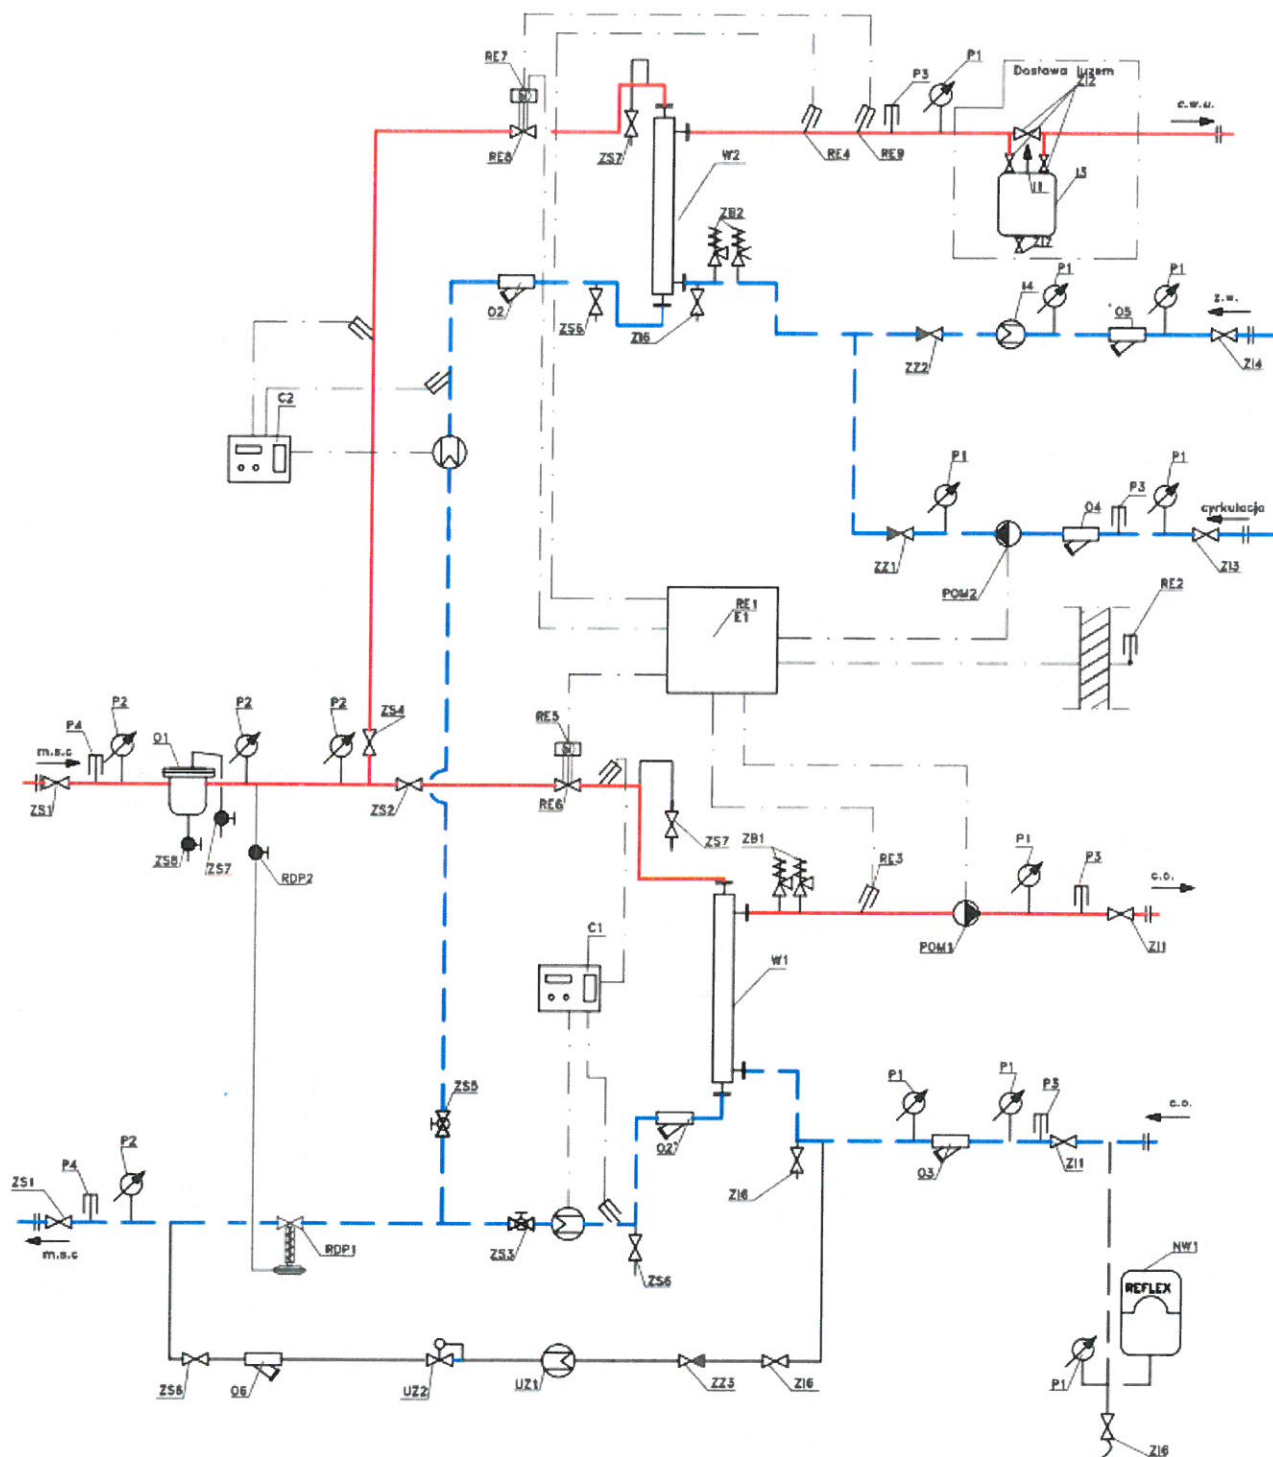 RE7
P3
P1
Dostawa luzem
ZI2
c.w.u.
RE8
ZS7
W2
RE4
RE9
I1
I3
ZI7
ZB2
O2
ZS6
ZI6
P1
I4
P1
O5
z.w.
ZZ2
ZI4
C2
P1
P3
P1
O4
cyrkulacja
ZZ1
POM2
ZI3
RE2
RE1
E1
P4
P2
O1
P2
P2
ZS4
RE5
m.s.c
ZS1
ZS8
ZS7
RDP2
ZS2
RE6
ZS7
ZB1
RE3
P1
P3
c.o.
POM1
ZI1
C1
W1
ZS5
P1
P1
P3
c.o.
O2
O3
ZI1
ZI6
ZS1
P4
P2
m.s.c
RDP1
ZS3
ZS6
NW1
REFLEX
P1
ZS6
O6
UZ2
UZ1
ZZ3
ZI6
ZI6